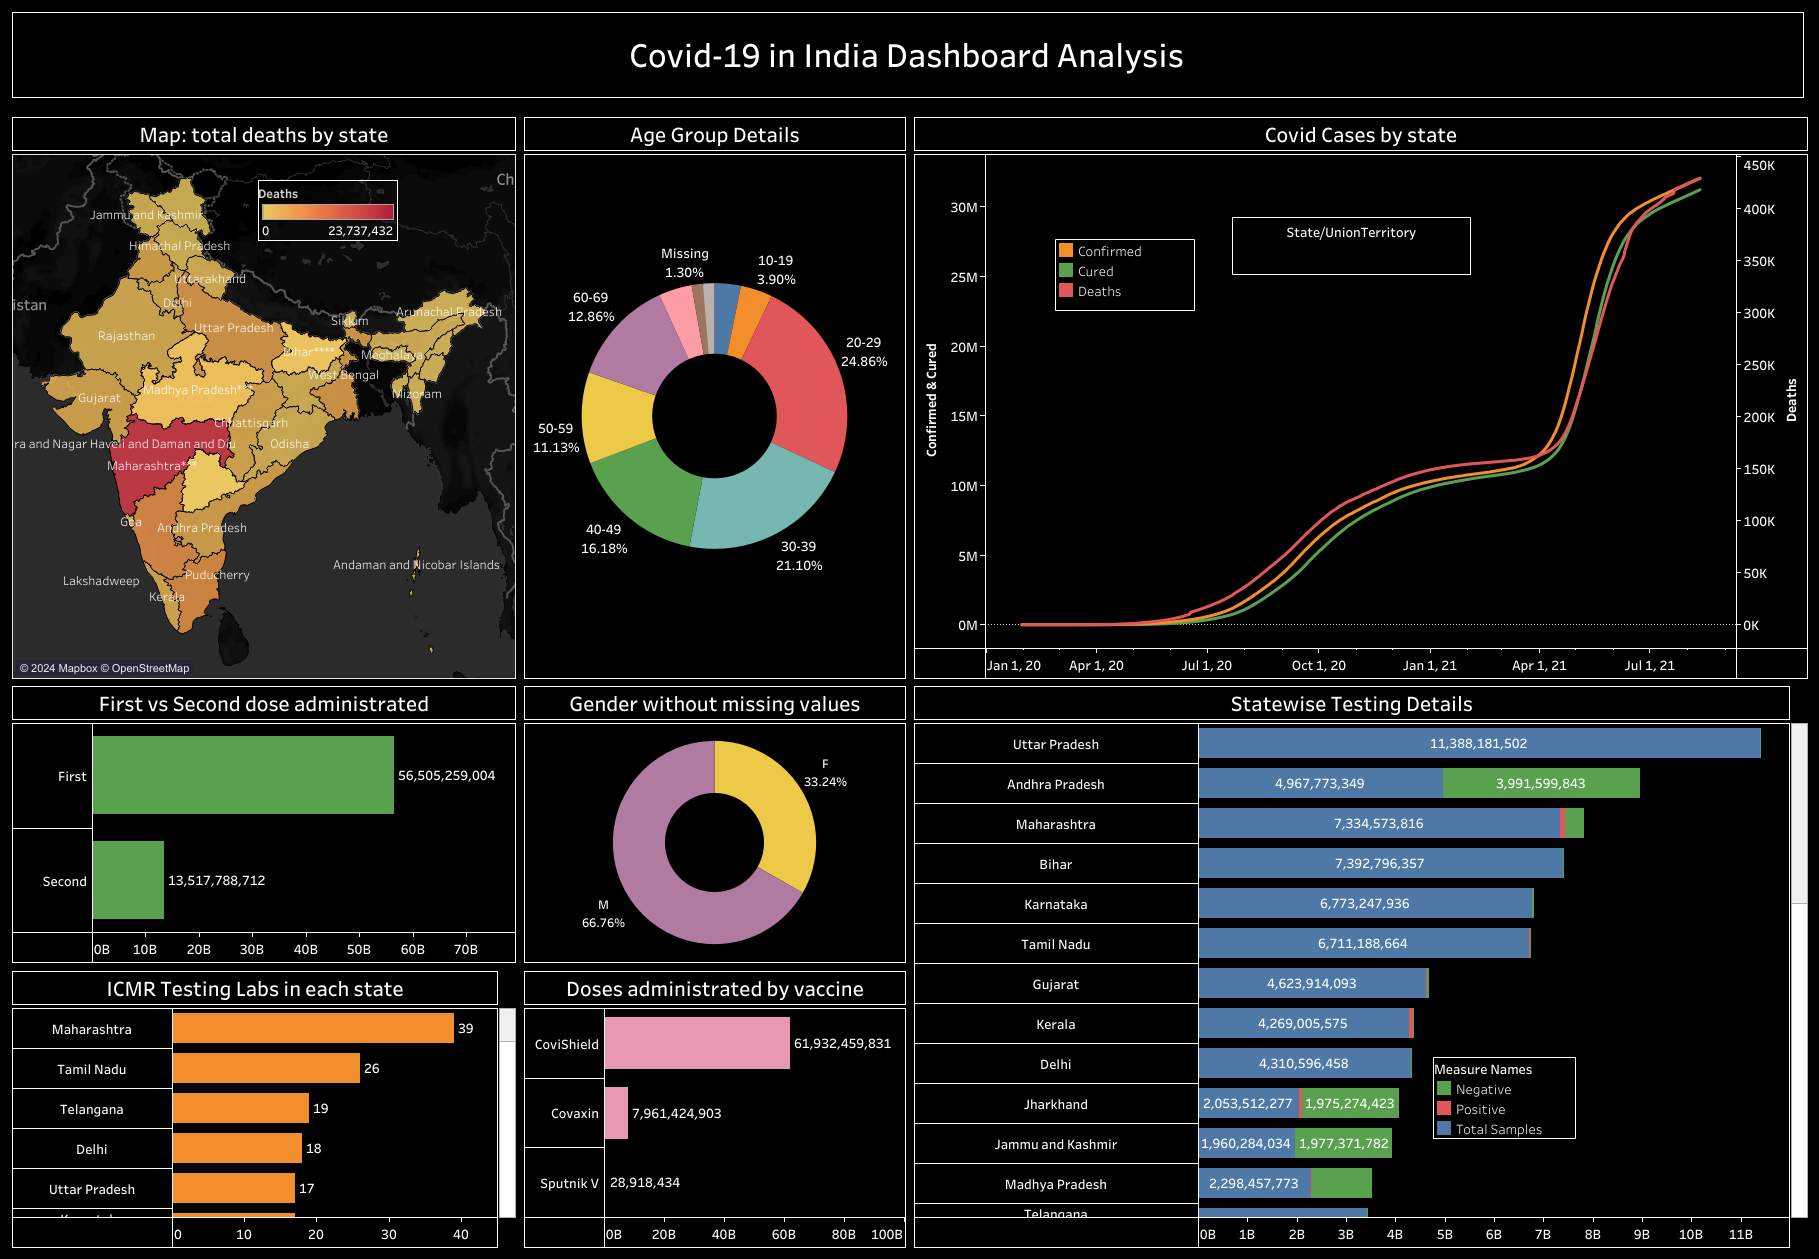 Covid-19 in India Dashboard Analysis
Map: total deaths by state
Ch
Deaths
0 23,737,432
Jammu and Kashmir
Himachal Pradesh
Uttarakhand
istan
Delhi
Arunachal Pradesh
Sikkim
Uttar Pradesh
Rajasthan
Bihar****
Meghalaya
West Bengal
Madhya Pradesh***
Mizoram
Gujarat
Chhattisgarh
ra and Nagar Haveli and Daman and Diu
Odisha
Maharashtra***
Goa
Andhra Pradesh
Andaman and Nicobar Islands
Puducherry
Lakshadweep
Kerala
© 2024 Mapbox © OpenStreetMap
Age Group Details
Missing
1.30%
10-19
3.90%
60-69
12.86%
20-29
24.86%
50-59
11.13%
40-49
16.18%
30-39
21.10%
Covid Cases by state
State/UnionTerritory
Confirmed
Cured
Deaths
Confirmed & Cured
30M
25M
20M
15M
10M
5M
0M
450K
400K
350K
300K
250K
200K
150K
100K
50K
0K
Deaths
Jan 1, 20 Apr 1, 20 Jul 1, 20 Oct 1, 20 Jan 1, 21 Apr 1, 21 Jul 1, 21
First vs Second dose administrated
First 56,505,259,004
Second 13,517,788,712
0B 10B 20B 30B 40B 50B 60B 70B
Gender without missing values
F
33.24%
M
66.76%
Statewise Testing Details
Uttar Pradesh 11,388,181,502
Andhra Pradesh 4,967,773,349 3,991,599,843
Maharashtra 7,334,573,816
Bihar 7,392,796,357
Karnataka 6,773,247,936
Tamil Nadu 6,711,188,664
Gujarat 4,623,914,093
Kerala 4,269,005,575
Delhi 4,310,596,458
Jharkhand 2,053,512,277 1,975,274,423
Jammu and Kashmir 1,960,284,034 1,977,371,782
Madhya Pradesh 2,298,457,773
Telangana
0B 1B 2B 3B 4B 5B 6B 7B 8B 9B 10B 11B
Measure Names
Negative
Positive
Total Samples
ICMR Testing Labs in each state
Maharashtra 39
Tamil Nadu 26
Telangana 19
Delhi 18
Uttar Pradesh 17
0 10 20 30 40
Doses administrated by vaccine
CoviShield 61,932,459,831
Covaxin 7,961,424,903
Sputnik V 28,918,434
0B 20B 40B 60B 80B 100B